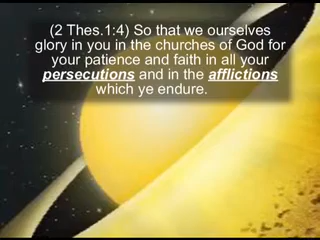 (2 Thes.1:4) So that we ourselves
glory in you in the churches of God for
your patience and faith in all your
persecutions and in the afflictions
which ye endure.